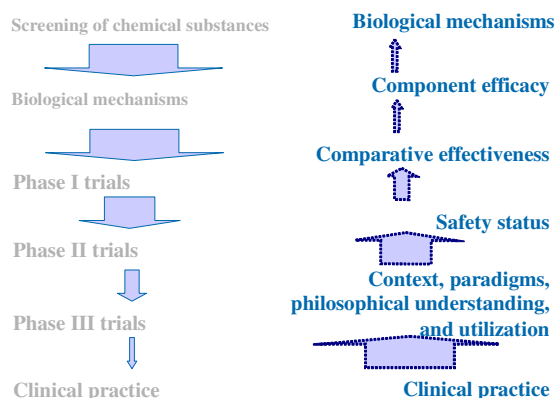 Screening of chemical substances
Biological mechanisms
Phase I trials
Phase II trials
Phase III trials
Clinical practice
Biological mechanisms
Component efficacy
Comparative effectiveness
Safety status
Context, paradigms,
philosophical understanding,
and utilization
Clinical practice